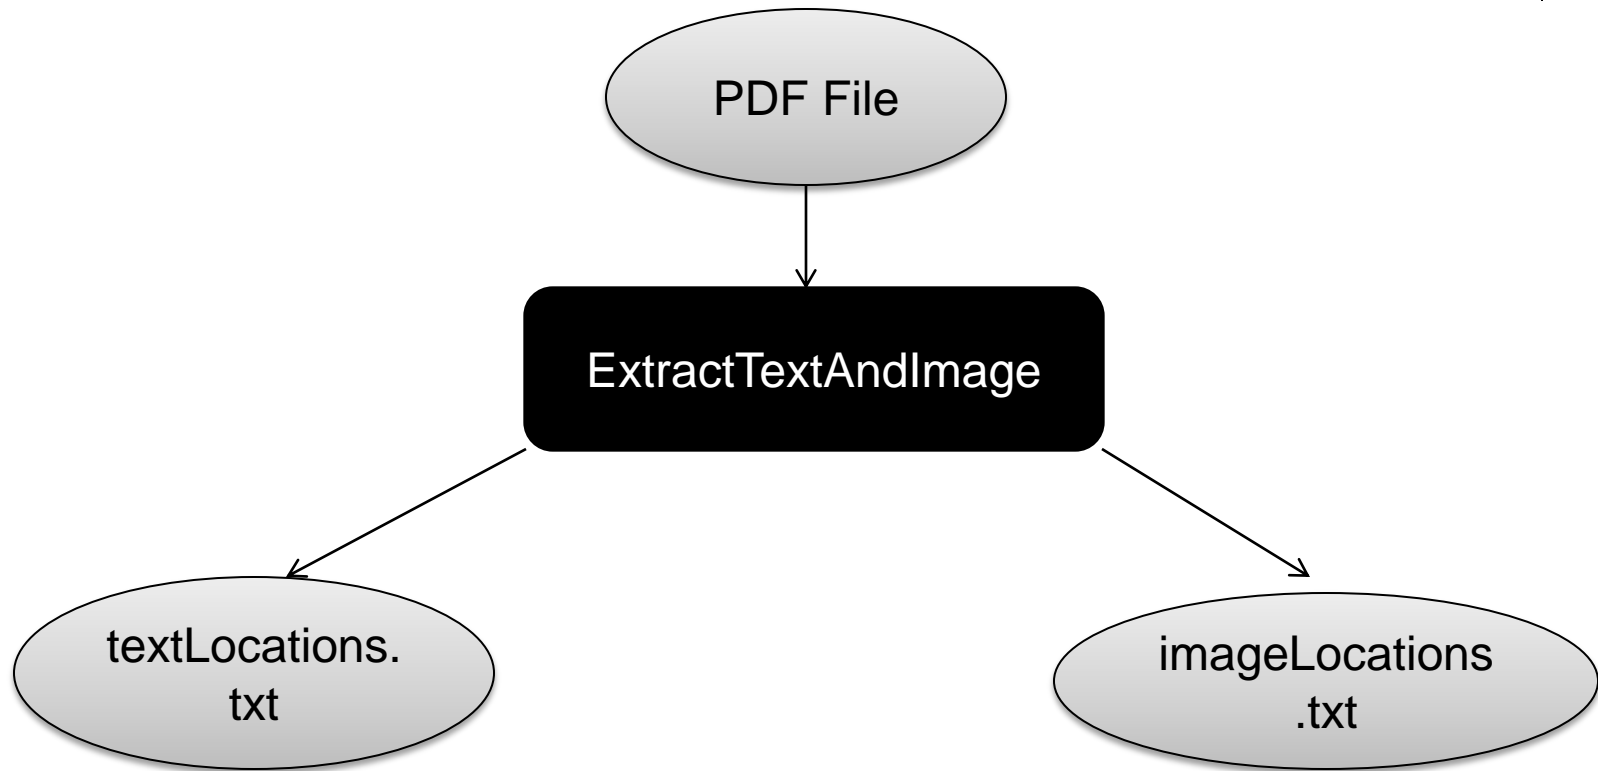 PDF File
ExtractTextAndImage
textLocations.
txt
imageLocations
.txt